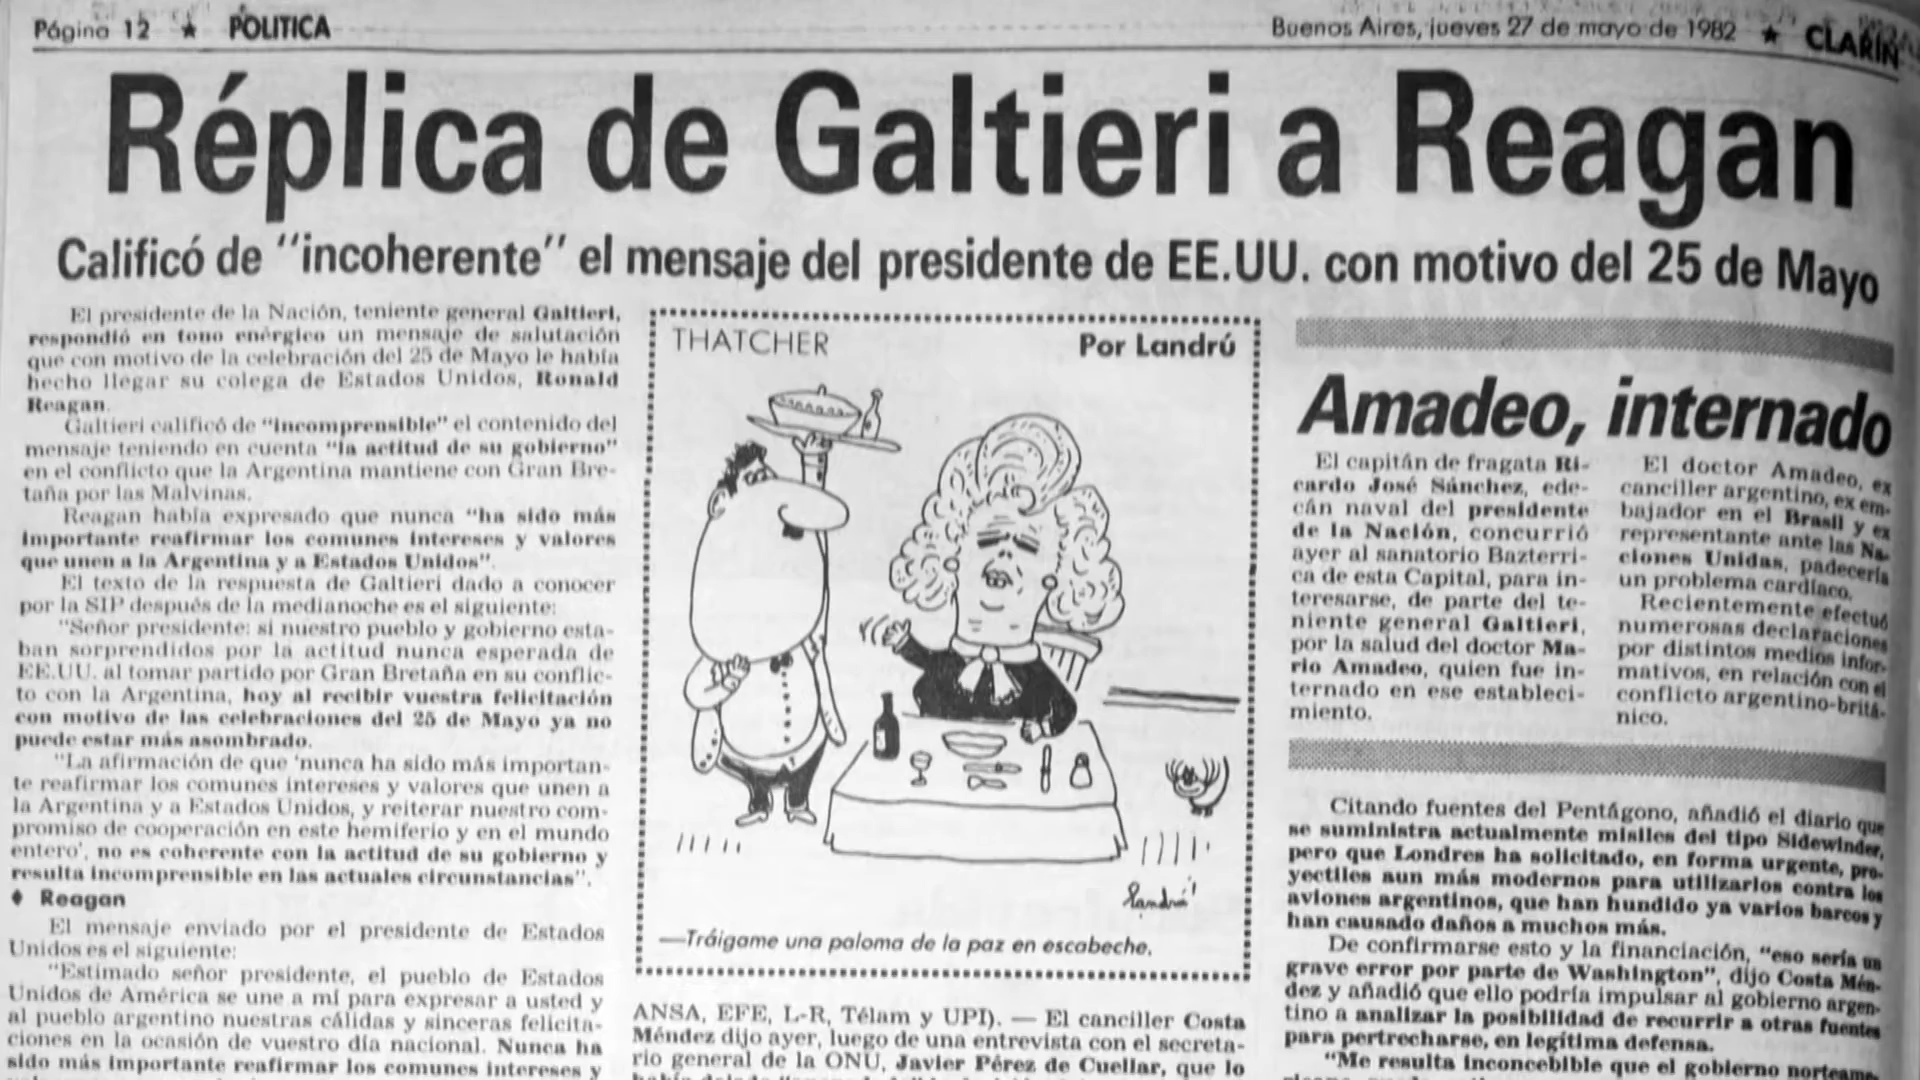 Página 12 ★ POLITICA
Buenos Aires, jueves 27 de mayo de 1982 ★ CLARIN
Réplica de Galtieri a Reagan
Calificó de "incoherente" el mensaje del presidente de EE.UU. con motivo del 25 de Mayo
El presidente de la Nación, teniente general Galtieri,
respondió en tono enérgico un mensaje de salutación
que con motivo de la celebración del 25 de Mayo le había
hecho llegar su colega de Estados Unidos, Ronald
Reagan.
Galtieri calificó de "incomprensible" el contenido del
mensaje teniendo en cuenta "la actitud de su gobierno"
en el conflicto que la Argentina mantiene con Gran Bre-
taña por las Malvinas.
Reagan había expresado que nunca "ha sido más
importante reafirmar los comunes intereses y valores
que unen a la Argentina y a Estados Unidos".
El texto de la respuesta de Galtieri dado a conocer
por la SIP después de la medianoche es el siguiente:
"Señor presidente: si nuestro pueblo y gobierno esta-
ban sorprendidos por la actitud nunca esperada de
EE.UU. al tomar partido por Gran Bretaña en su conflic-
to con la Argentina, hoy al recibir vuestra felicitación
con motivo de las celebraciones del 25 de Mayo ya no
puede estar más asombrado.
"La afirmación de que 'nunca ha sido más importan-
te reafirmar los comunes intereses y valores que unen a
la Argentina y a Estados Unidos, y reiterar nuestro com-
promiso de cooperación en este hemiferio y en el mundo
entero', no es coherente con la actitud de su gobierno y
resulta incomprensible en las actuales circunstancias".
♦ Reagan
El mensaje enviado por el presidente de Estados
Unidos es el siguiente:
"Estimado señor presidente, el pueblo de Estados
Unidos de América se une a mí para expresar a usted y
al pueblo argentino nuestras cálidas y sinceras felicita-
ciones en la ocasión de vuestro día nacional. Nunca ha
sido más importante reafirmar los comunes intereses y
THATCHER
Por Landrú
Landrú
—Tráigame una paloma de la paz en escabeche.
ANSA, EFE, L-R, Télam y UPI). — El canciller Costa
Méndez dijo ayer, luego de una entrevista con el secreta-
rio general de la ONU, Javier Pérez de Cuellar, que lo
Amadeo, internado
El capitán de fragata Ri-
cardo José Sánchez, ede-
cán naval del presidente
de la Nación, concurrió
ayer al sanatorio Bazterri-
ca de esta Capital, para in-
teresarse, de parte del te-
niente general Galtieri,
por la salud del doctor Ma-
rio Amadeo, quien fue in-
ternado en ese estableci-
miento.
El doctor Amadeo, ex
canciller argentino, ex em-
bajador en el Brasil y ex
representante ante las Na-
ciones Unidas, padecería
un problema cardíaco.
Recientemente efectuó
numerosas declaraciones
por distintos medios infor-
mativos, en relación con el
conflicto argentino-britá-
nico.
Citando fuentes del Pentágono, añadió el diario que
se suministra actualmente misiles del tipo Sidewinder,
pero que Londres ha solicitado, en forma urgente, pro-
yectiles aun más modernos para utilizarlos contra los
aviones argentinos, que han hundido ya varios barcos y
han causado daños a muchos más.
De confirmarse esto y la financiación, "eso sería un
grave error por parte de Washington", dijo Costa Mén-
dez y añadió que ello podría impulsar al gobierno argen-
tino a analizar la posibilidad de recurrir a otras fuentes
para pertrecharse, en legítima defensa.
"Me resulta inconcebible que el gobierno norteame-